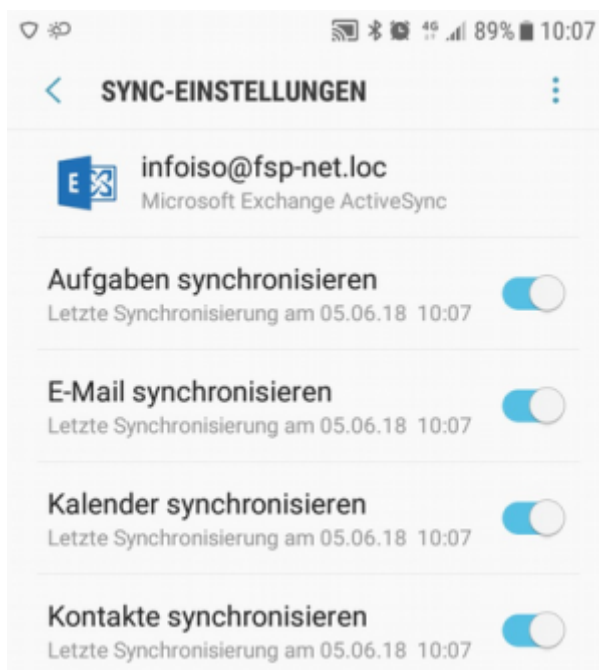 4G 89% 10:07
SYNC-EINSTELLUNGEN
E
infoiso@fsp-net.loc
Microsoft Exchange ActiveSync
Aufgaben synchronisieren
Letzte Synchronisierung am 05.06.18 10:07
E-Mail synchronisieren
Letzte Synchronisierung am 05.06.18 10:07
Kalender synchronisieren
Letzte Synchronisierung am 05.06.18 10:07
Kontakte synchronisieren
Letzte Synchronisierung am 05.06.18 10:07